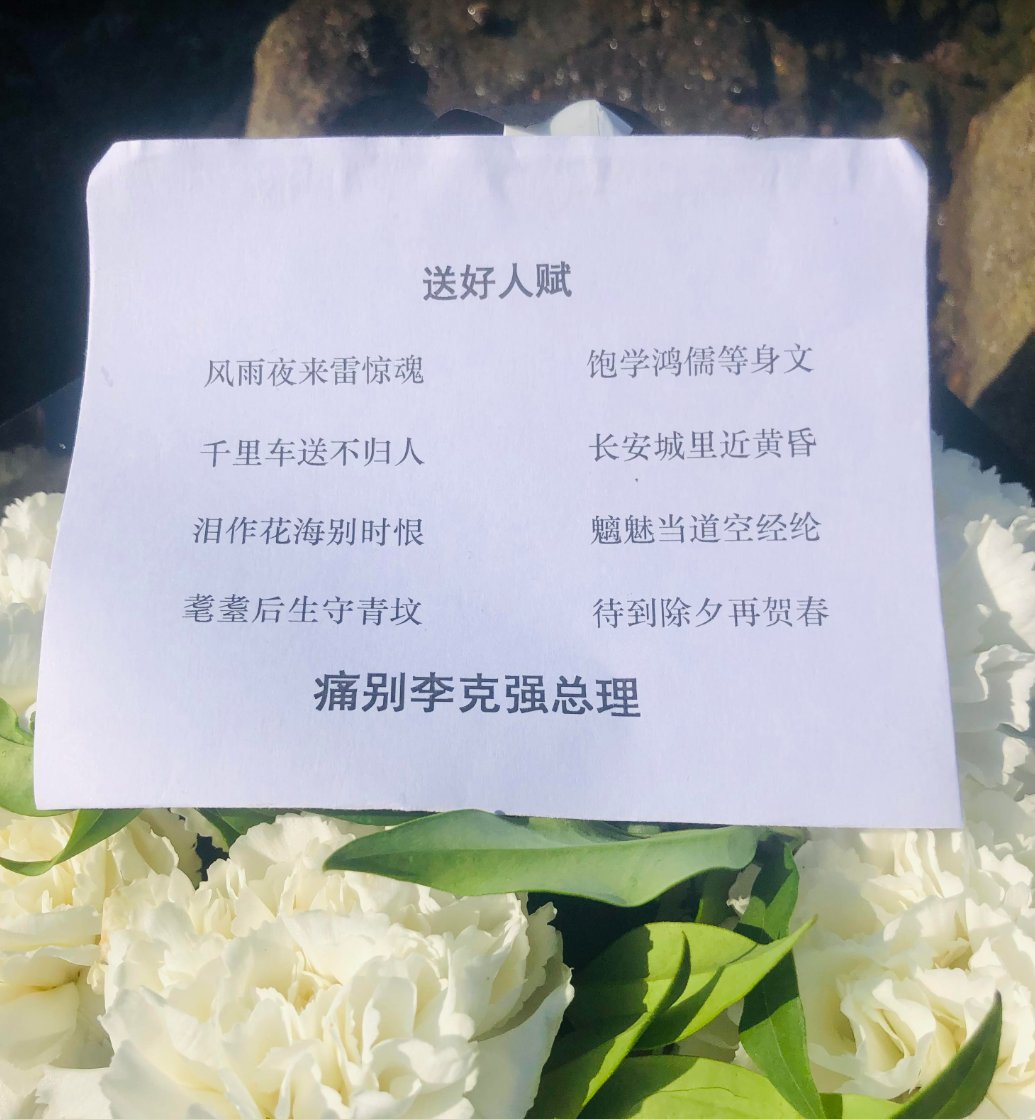 送好人赋
风雨夜来雷惊魂 饱学鸿儒等身文
千里车送不归人 长安城里近黄昏
泪作花海别时恨 魑魅当道空经纶
耄耋后生守青坟 待到除夕再贺春
痛别李克强总理